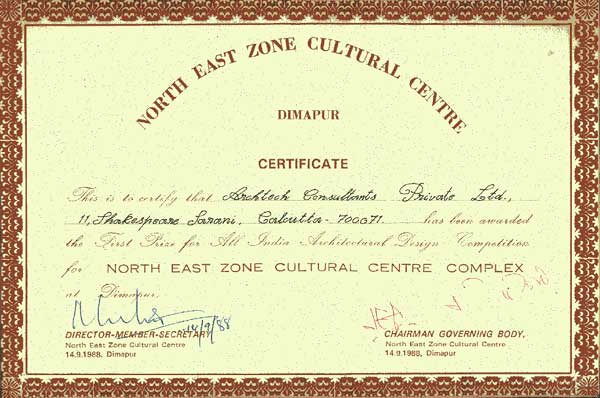 NORTH EAST ZONE CULTURAL CENTRE
DIMAPUR
CERTIFICATE
This is to certify that Archtech Consultants Private Ltd.,
11, Shakespeare Sarani, Calcutta-700071. has been awarded
the First Prize for All India Architectural Design Competition
for NORTH EAST ZONE CULTURAL CENTRE COMPLEX
at Dimapur.
14/9/88
DIRECTOR-MEMBER-SECRETARY
North East Zone Cultural Centre
14.9.1988, Dimapur
CHAIRMAN GOVERNING BODY,
North East Zone Cultural Centre
14.9.1988, Dimapur